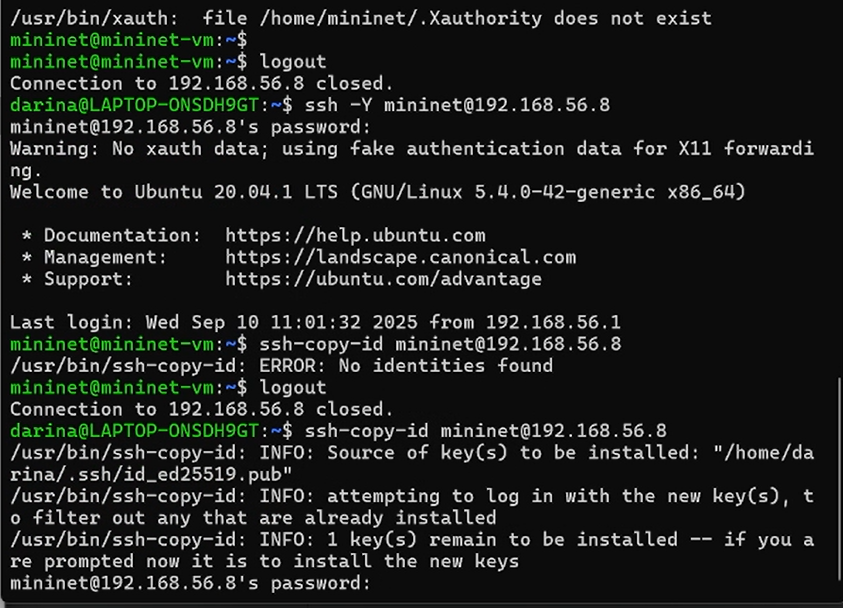 /usr/bin/xauth:  file /home/mininet/.Xauthority does not exist
mininet@mininet-vm:~$
mininet@mininet-vm:~$ logout
Connection to 192.168.56.8 closed.
darina@LAPTOP-ONSDH9GT:~$ ssh -Y mininet@192.168.56.8
mininet@192.168.56.8's password:
Warning: No xauth data; using fake authentication data for X11 forwardi
ng.
Welcome to Ubuntu 20.04.1 LTS (GNU/Linux 5.4.0-42-generic x86_64)
 * Documentation:  https://help.ubuntu.com
 * Management:     https://landscape.canonical.com
 * Support:        https://ubuntu.com/advantage
Last login: Wed Sep 10 11:01:32 2025 from 192.168.56.1
mininet@mininet-vm:~$ ssh-copy-id mininet@192.168.56.8
/usr/bin/ssh-copy-id: ERROR: No identities found
mininet@mininet-vm:~$ logout
Connection to 192.168.56.8 closed.
darina@LAPTOP-ONSDH9GT:~$ ssh-copy-id mininet@192.168.56.8
/usr/bin/ssh-copy-id: INFO: Source of key(s) to be installed: "/home/da
rina/.ssh/id_ed25519.pub"
/usr/bin/ssh-copy-id: INFO: attempting to log in with the new key(s), t
o filter out any that are already installed
/usr/bin/ssh-copy-id: INFO: 1 key(s) remain to be installed -- if you a
re prompted now it is to install the new keys
mininet@192.168.56.8's password: